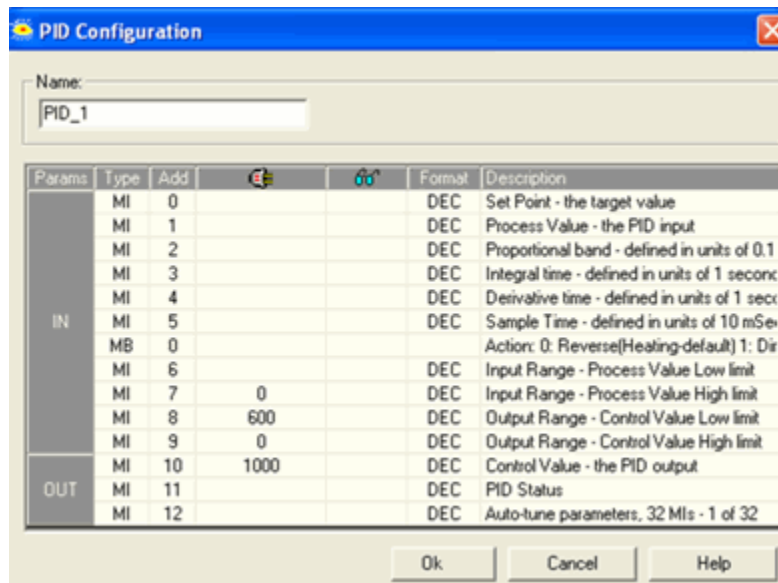 PID Configuration
Name:
PID_1
Params Type Add Format Description
MI 0 DEC Set Point - the target value
MI 1 DEC Process Value - the PID input
MI 2 DEC Proportional band - defined in units of 0.1
MI 3 DEC Integral time - defined in units of 1 second
MI 4 DEC Derivative time - defined in units of 1 seco
IN MI 5 DEC Sample Time - defined in units of 10 mSe
MB 0 Action: 0: Reverse(Heating-default) 1: Dir
MI 6 DEC Input Range - Process Value Low limit
MI 7 0 DEC Input Range - Process Value High limit
MI 8 600 DEC Output Range - Control Value Low limit
MI 9 0 DEC Output Range - Control Value High limit
MI 10 1000 DEC Control Value - the PID output
OUT MI 11 DEC PID Status
MI 12 DEC Auto-tune parameters, 32 MIs - 1 of 32
Ok Cancel Help